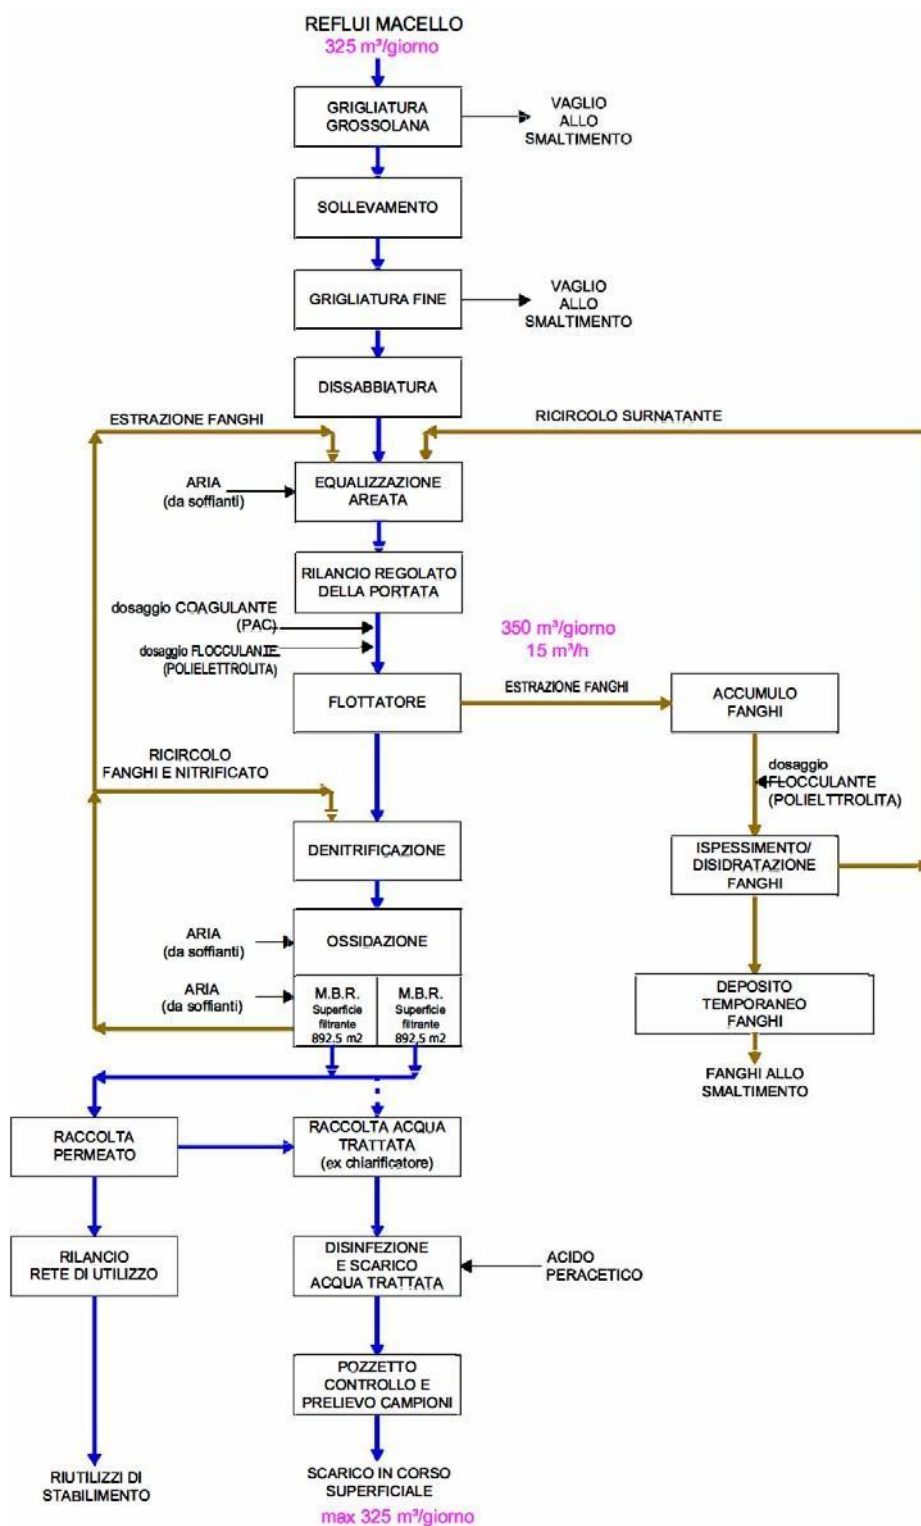 REFLUI MACELLO
325 m³/giorno
GRIGLIATURA
GROSSOLANA
VAGLIO
ALLO
SMALTIMENTO
SOLLEVAMENTO
GRIGLIATURA FINE
VAGLIO
ALLO
SMALTIMENTO
DISSABBIATURA
ESTRAZIONE FANGHI
RICIRCOLO SURNATANTE
ARIA
(da soffianti)
EQUALIZZAZIONE
AREATA
RILANCIO REGOLATO
DELLA PORTATA
dosaggio COAGULANTE
(PAC)
dosaggio FLOCCULANTE
(POLIELETTROLITA)
350 m³/giorno
15 m³/h
FLOTTATORE
ESTRAZIONE FANGHI
ACCUMULO
FANGHI
RICIRCOLO
FANGHI E NITRIFICATO
dosaggio
FLOCCULANTE
(POLIELTTROLITA)
DENITRIFICAZIONE
ISPESSIMENTO/
DISIDRATAZIONE
FANGHI
ARIA
(da soffianti)
OSSIDAZIONE
ARIA
(da soffianti)
M.B.R.
Superficie
filtrante
892.5 m2
M.B.R.
Superficie
filtrante
892,5 m2
DEPOSITO
TEMPORANEO
FANGHI
FANGHI ALLO
SMALTIMENTO
RACCOLTA
PERMEATO
RACCOLTA ACQUA
TRATTATA
(ex chiarificatore)
RILANCIO
RETE DI UTILIZZO
DISINFEZIONE
E SCARICO
ACQUA TRATTATA
ACIDO
PERACETICO
POZZETTO
CONTROLLO E
PRELIEVO CAMPIONI
RIUTILIZZI DI
STABILIMENTO
SCARICO IN CORSO
SUPERFICIALE
max 325 m³/giorno